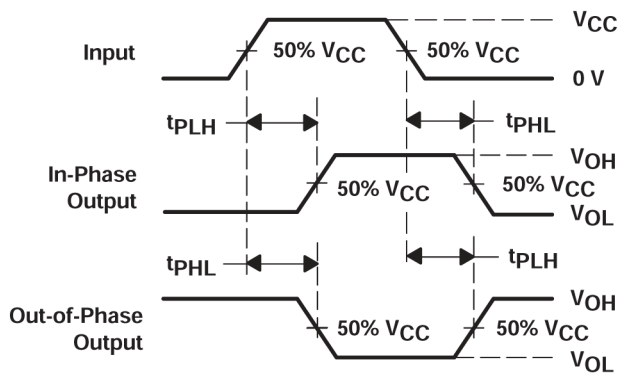 VCC
Input
50% VCC
50% VCC
0 V
tPLH
tPHL
VOH
In-Phase
Output
50% VCC
50% VCC
VOL
tPHL
tPLH
VOH
Out-of-Phase
Output
50% VCC
50% VCC
VOL